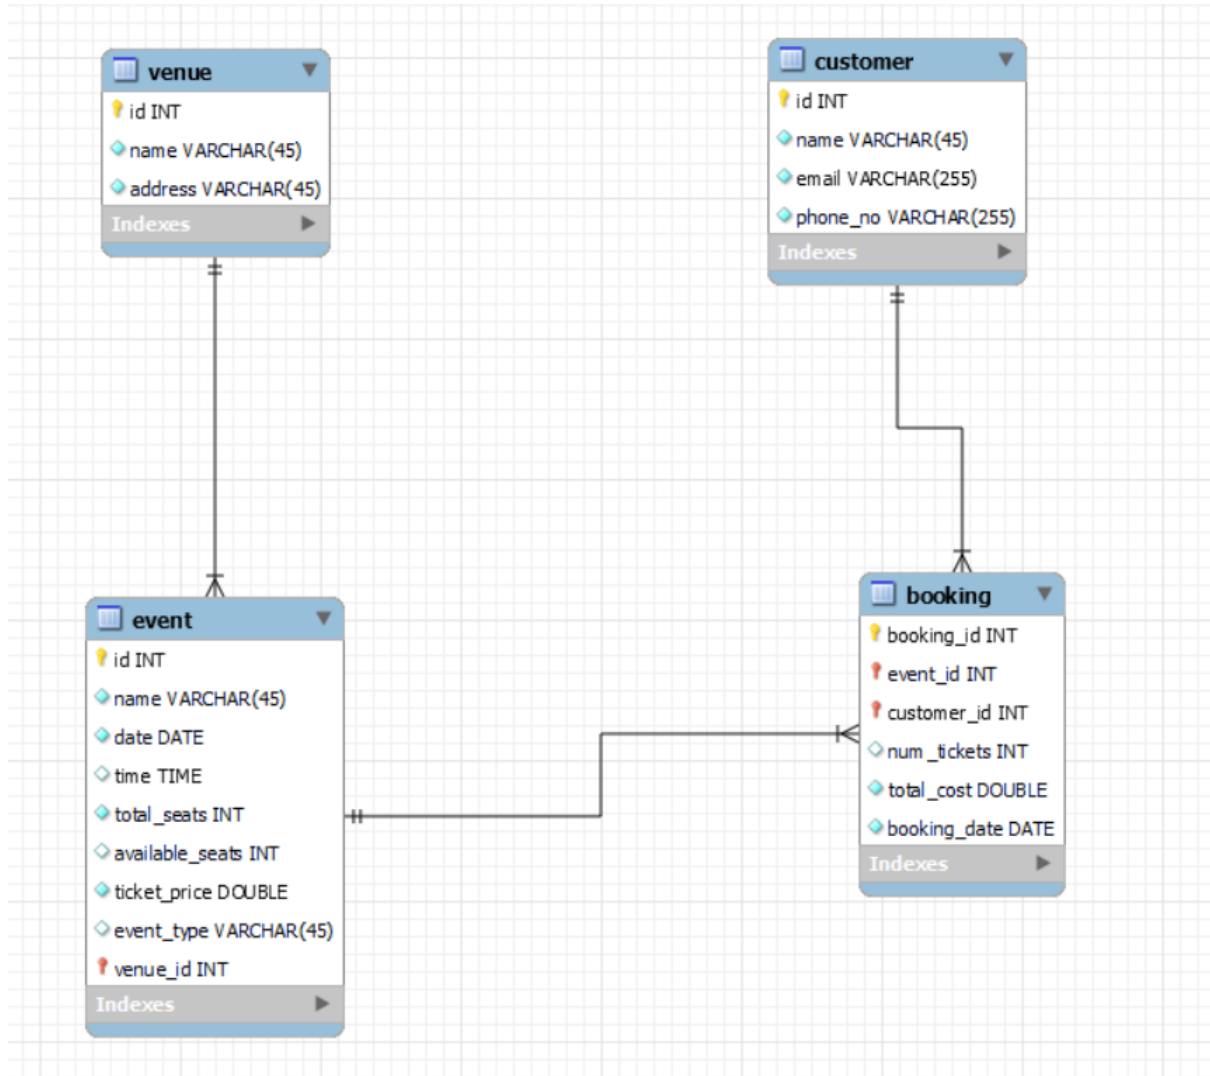 venue
id INT
name VARCHAR(45)
address VARCHAR(45)
Indexes
customer
id INT
name VARCHAR(45)
email VARCHAR(255)
phone_no VARCHAR(255)
Indexes
event
id INT
name VARCHAR(45)
date DATE
time TIME
total_seats INT
available_seats INT
ticket_price DOUBLE
event_type VARCHAR(45)
venue_id INT
Indexes
booking
booking_id INT
event_id INT
customer_id INT
num_tickets INT
total_cost DOUBLE
booking_date DATE
Indexes